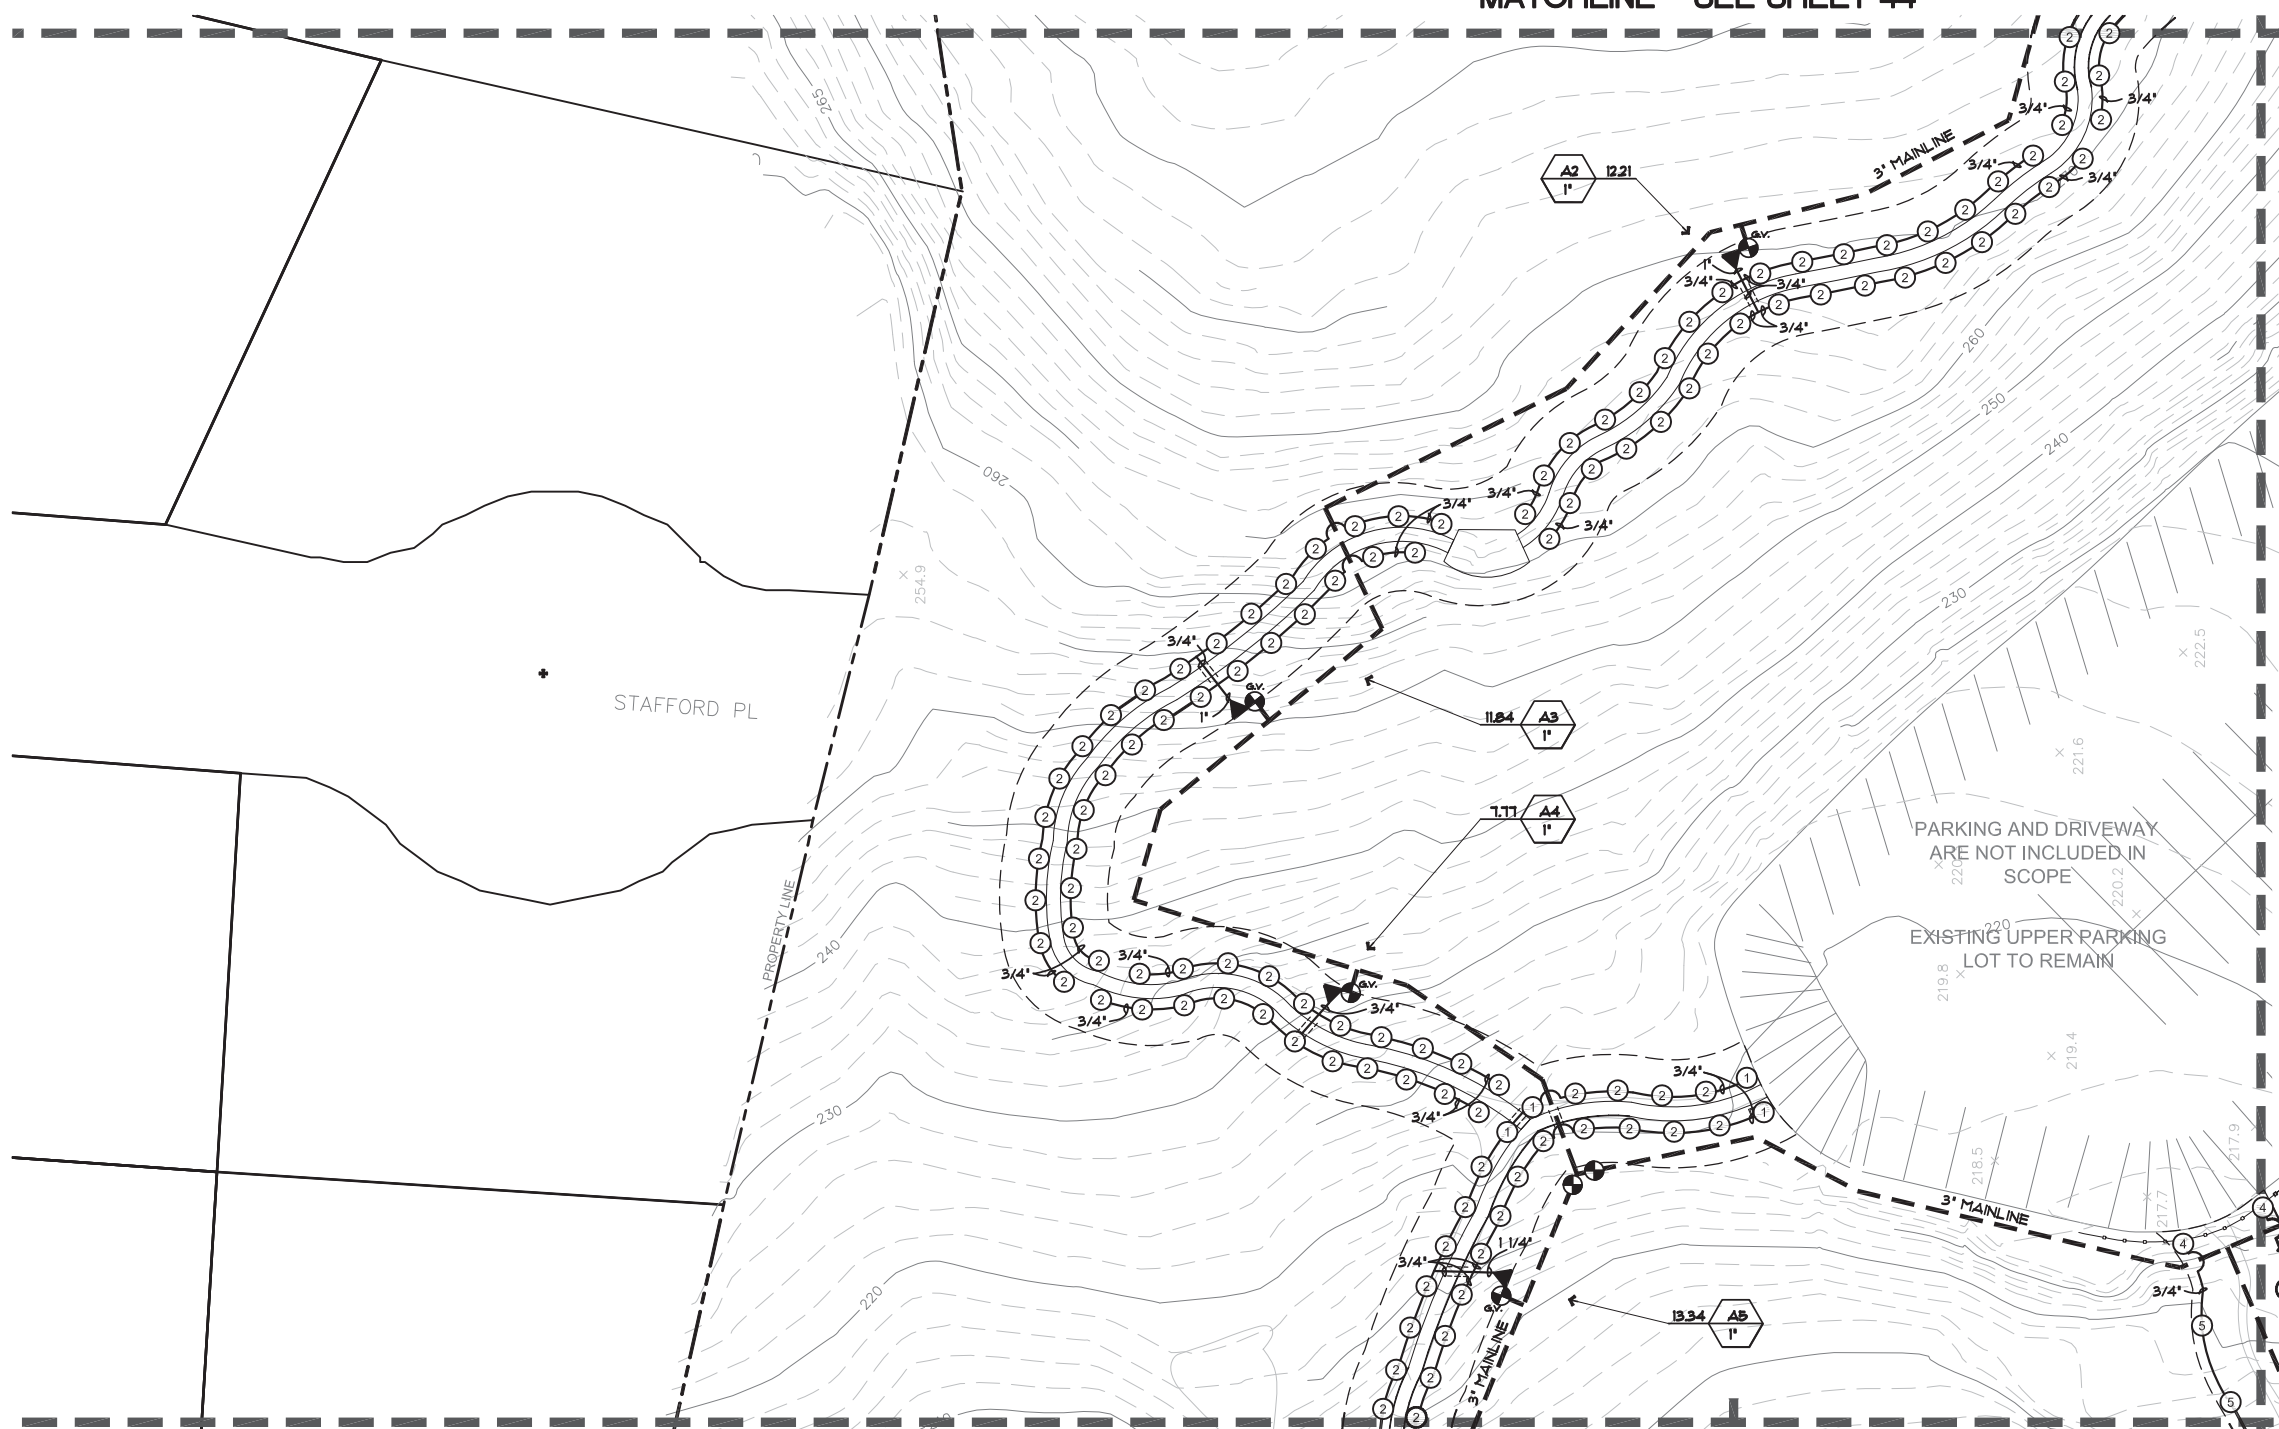 MATCHLINE - SEE SHEET 44
265
3/4"
3/4"
3" MAINLINE
3/4"
3/4"
A2
12.21
1"
G.V.
1"
3/4"
3/4"
3/4"
260
250
240
230
260
254.9
3/4"
3/4"
3/4"
3/4"
G.V.
1"
STAFFORD PL
11.84
A3
1"
7.77
A4
1"
222.5
221.6
PARKING AND DRIVEWAY
ARE NOT INCLUDED IN
SCOPE
220.2
220
EXISTING UPPER PARKING
LOT TO REMAIN
219.8
219.4
PROPERTY LINE
240
3/4"
3/4"
3/4"
G.V.
3/4"
3/4"
3/4"
230
217.9
218.5
217.7
3" MAINLINE
1 1/4"
3/4"
G.V.
3" MAINLINE
13.34
A5
1"
3/4"
220